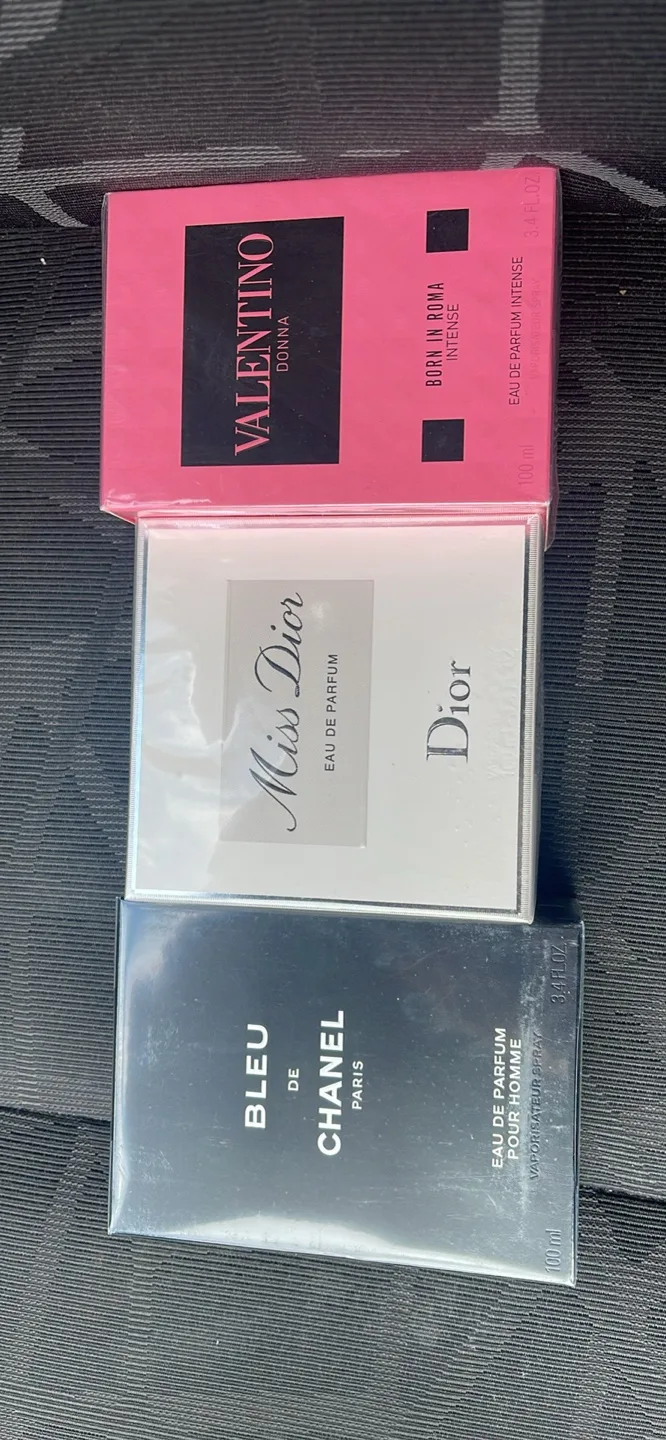 VALENTINO
DONNA
BORN IN ROMA
INTENSE
EAU DE PARFUM INTENSE
100 ml
3.4 FL.OZ
Miss Dior
EAU DE PARFUM
Dior
BLEU
DE
CHANEL
PARIS
EAU DE PARFUM
POUR HOMME
VAPORISATEUR SPRAY
100 ml
3.4 FL.OZ.